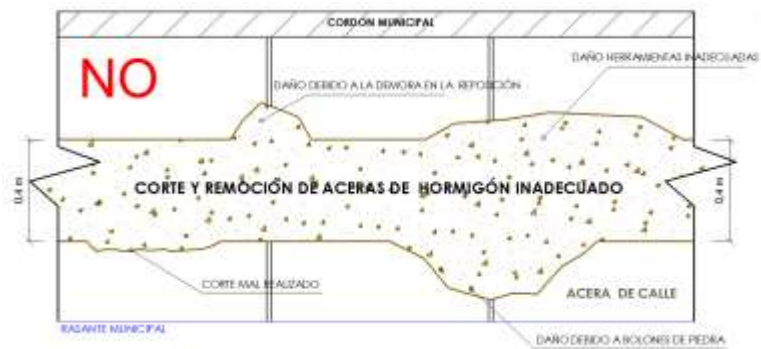 CORDÓN MUNICIPAL
NO
DAÑO HERRAMIENTAS INADECUADAS
DAÑO DEBIDO A LA DEMORA EN LA REPOSICIÓN
0,4 m
CORTE Y REMOCIÓN DE ACERAS DE HORMIGÓN INADECUADO
0,4 m
CORTE MAL REALIZADO
ACERA DE CALLE
RASANTE MUNICIPAL
DAÑO DEBIDO A BOLONES DE PIEDRA